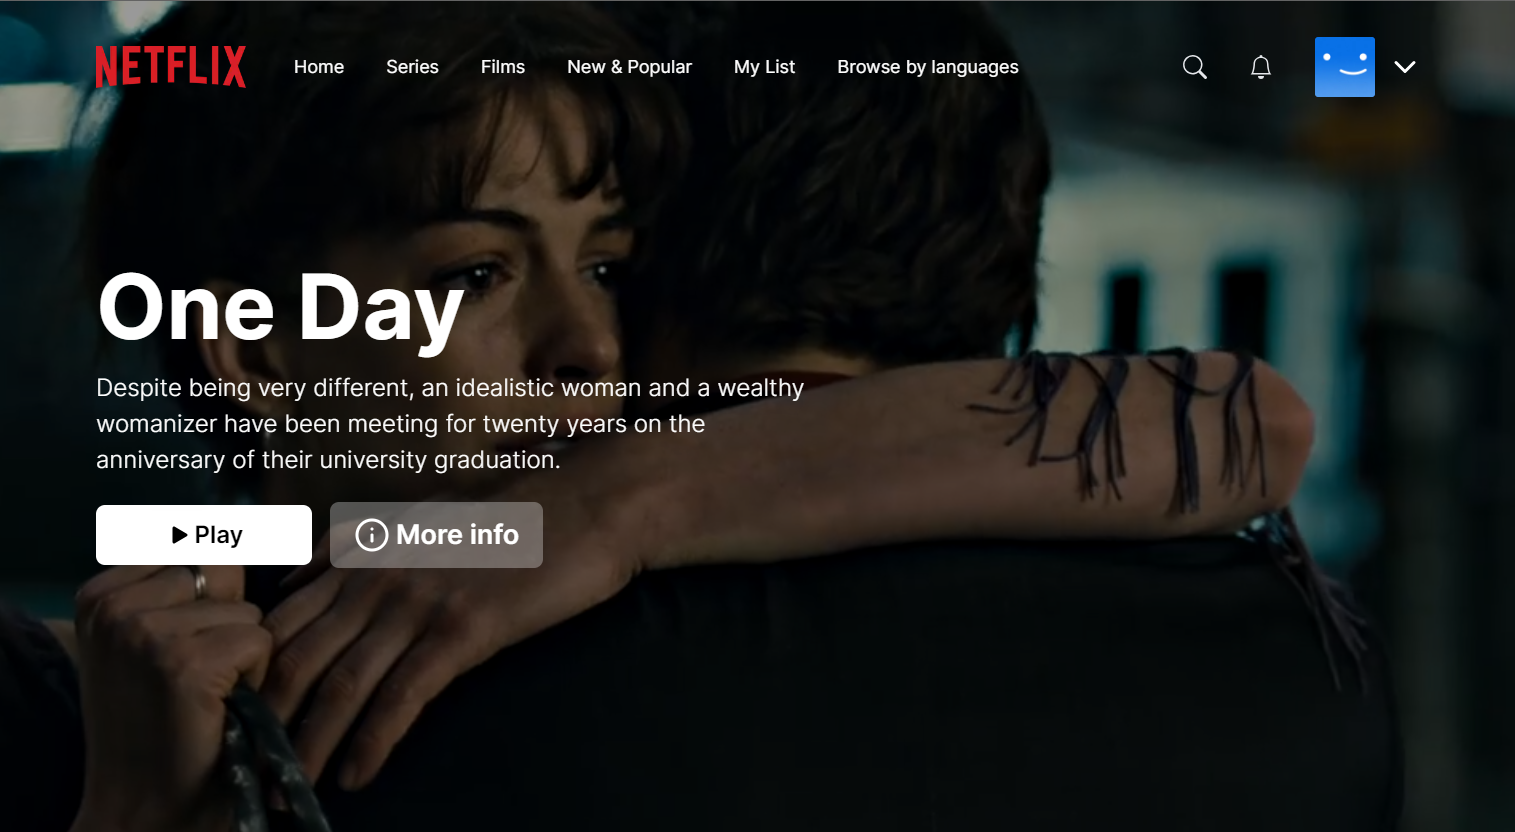 NETFLIX Home Series Films New & Popular My List Browse by languages
One Day
Despite being very different, an idealistic woman and a wealthy
womanizer have been meeting for twenty years on the
anniversary of their university graduation.
Play More info